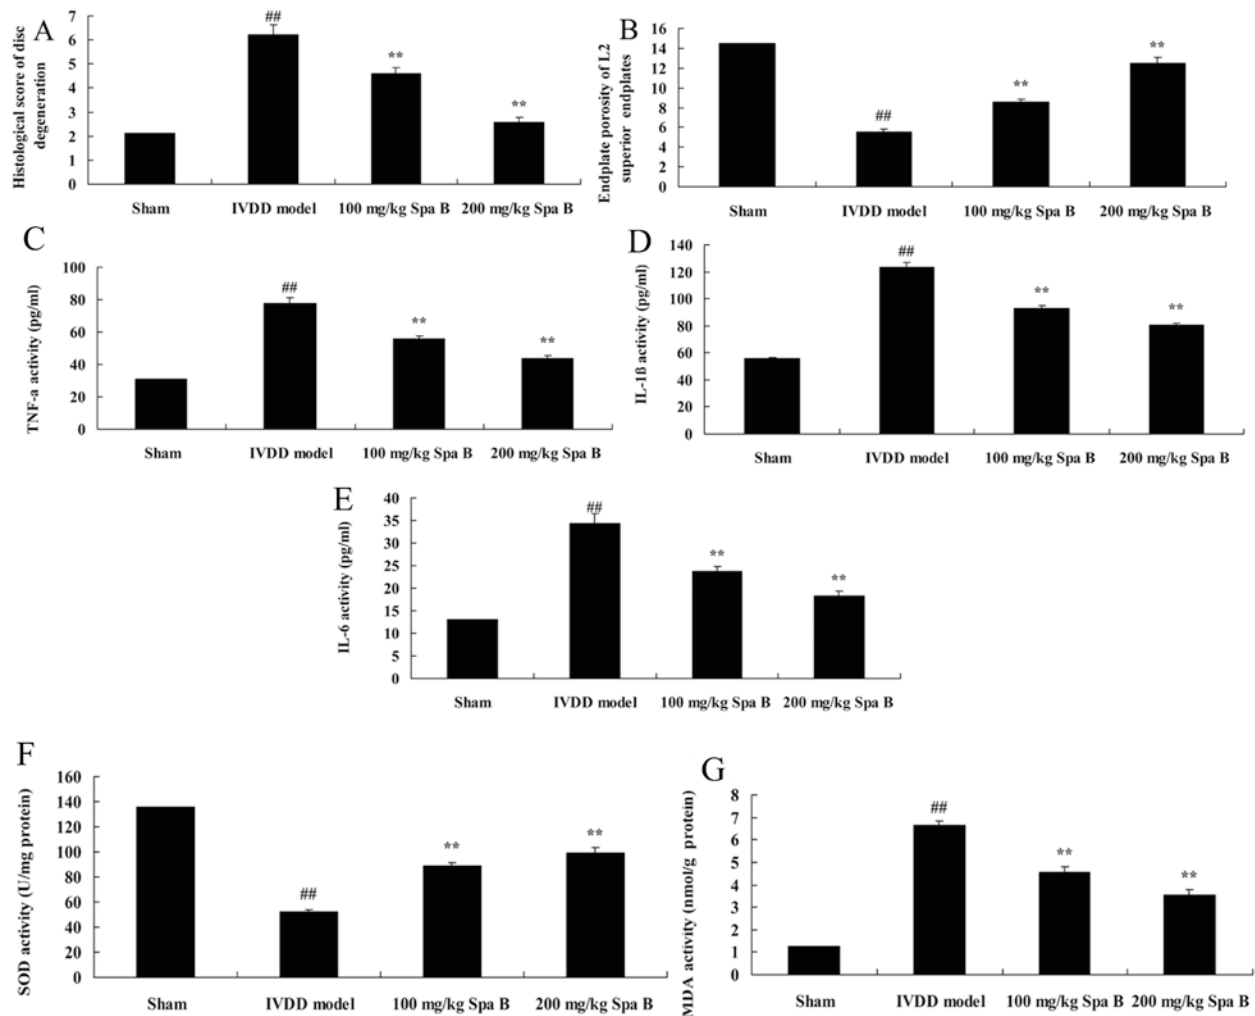 A
Histological score of disc
degeneration
7
6
5
4
3
2
1
0
##
**
**
Sham
IVDD model
100 mg/kg Spa B
200 mg/kg Spa B
B
Endplate porosity of L2
superior endplates
16
14
12
10
8
6
4
2
0
##
**
**
Sham
IVDD model
100 mg/kg Spa B
200 mg/kg Spa B
C
TNF-a activity (pg/ml)
100
80
60
40
20
0
##
**
**
Sham
IVDD model
100 mg/kg Spa B
200 mg/kg Spa B
D
IL-1ß activity (pg/ml)
140
120
100
80
60
40
20
0
##
**
**
Sham
IVDD model
100 mg/kg Spa B
200 mg/kg Spa B
E
IL-6 activity (pg/ml)
40
35
30
25
20
15
10
5
0
##
**
**
Sham
IVDD model
100 mg/kg Spa B
200 mg/kg Spa B
F
SOD activity (U/mg protein)
160
140
120
100
80
60
40
20
0
##
**
**
Sham
IVDD model
100 mg/kg Spa B
200 mg/kg Spa B
G
MDA activity (nmol/g protein)
8
7
6
5
4
3
2
1
0
##
**
**
Sham
IVDD model
100 mg/kg Spa B
200 mg/kg Spa B